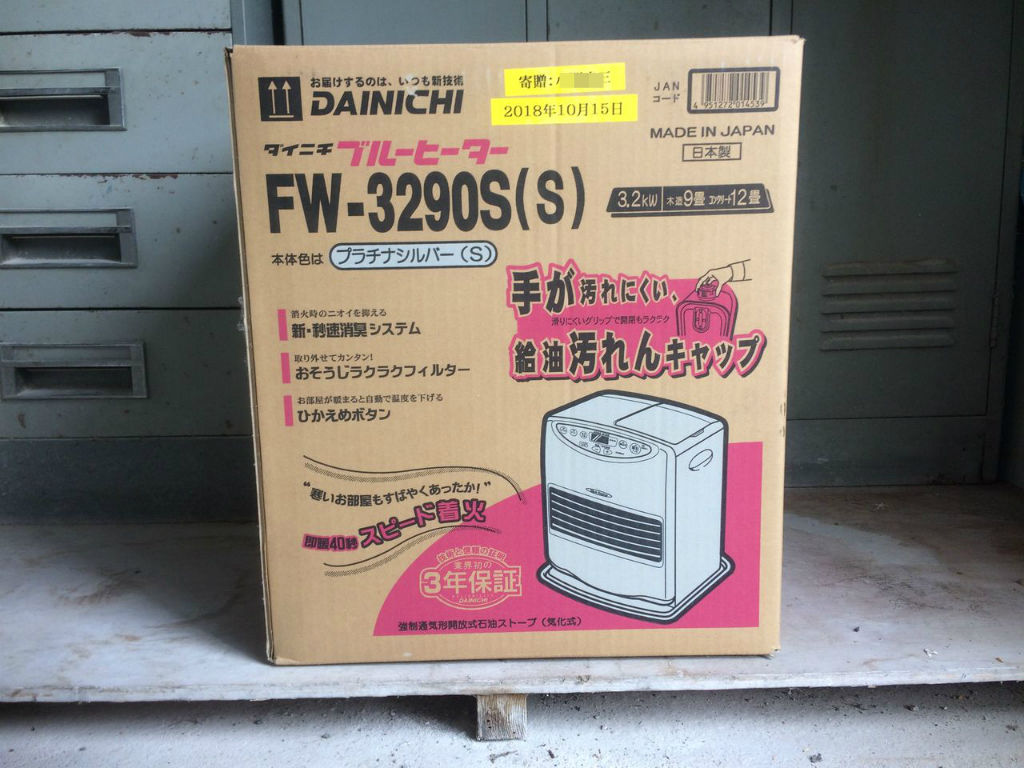 お届けするのは、いつも新技術
DAINICHI
寄贈:
2018年10月15日
JAN
コード
4 951272 014539
MADE IN JAPAN
日本製
ダイニチ ブルーヒーター
FW-3290S(S)
3.2kW 木造9畳 コンクリート12畳
本体色は プラチナシルバー(S)
手が汚れにくい、
滑りにくいグリップで開閉もラクラク
給油汚れんキャップ
消火時のニオイを抑える
新・秒速消臭システム
取り外せてカンタン!
おそうじラクラクフィルター
お部屋が暖まると自動で温度を下げる
ひかえめボタン
“寒いお部屋もすばやくあったか!”
即暖40秒 スピード着火
技術と信頼の証明
業界初の
3年保証
DAINICHI
強制通気形開放式石油ストーブ(気化式)